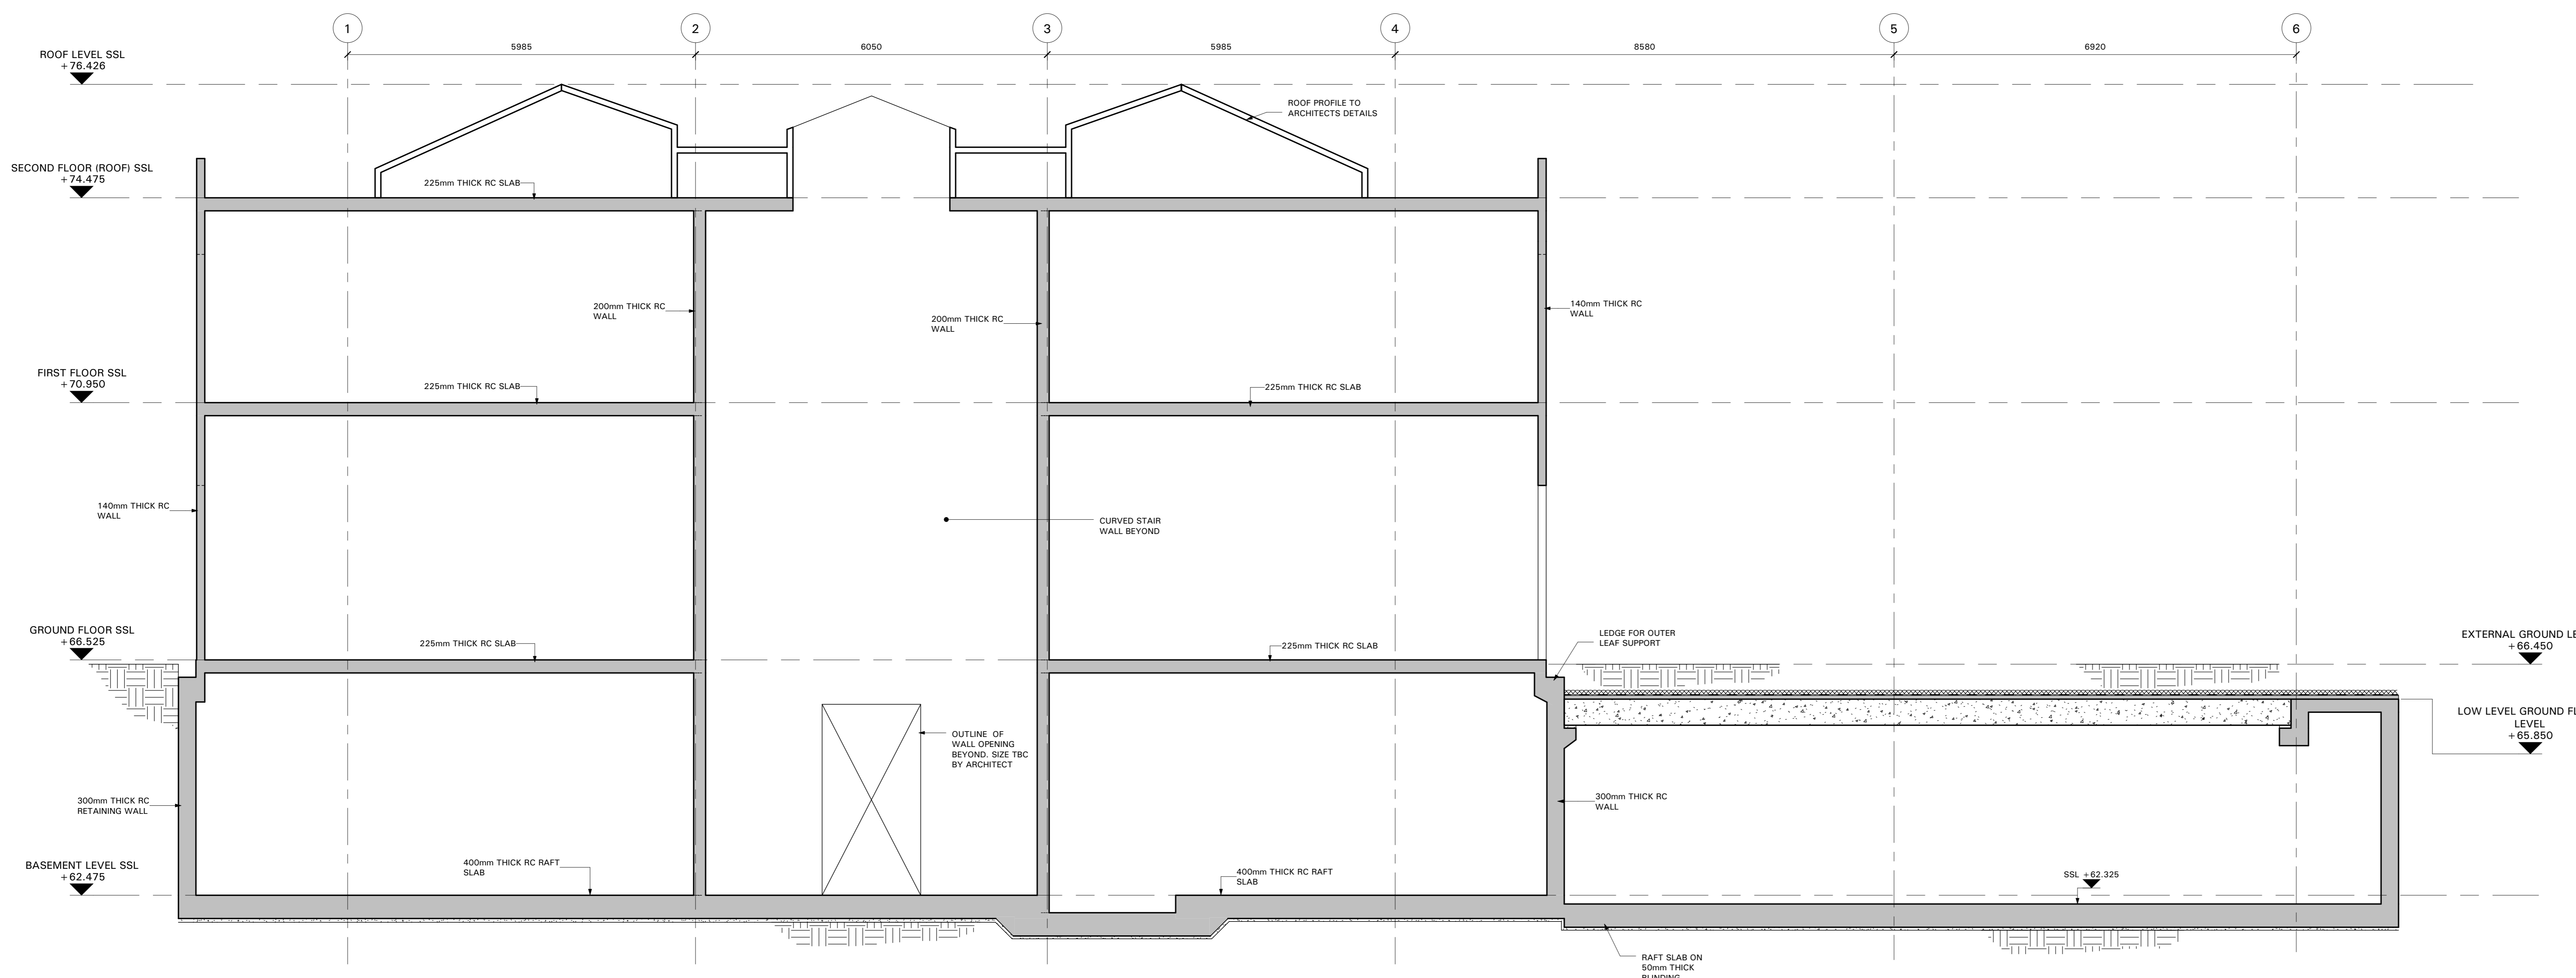 1
2
3
4
5
6
5985
6050
5985
8580
6920
ROOF LEVEL SSL
+76.426
ROOF PROFILE TO
ARCHITECTS DETAILS
SECOND FLOOR (ROOF) SSL
+74.475
225mm THICK RC SLAB
200mm THICK RC
WALL
200mm THICK RC
WALL
140mm THICK RC
WALL
FIRST FLOOR SSL
+70.950
225mm THICK RC SLAB
225mm THICK RC SLAB
140mm THICK RC
WALL
CURVED STAIR
WALL BEYOND
GROUND FLOOR SSL
+66.525
225mm THICK RC SLAB
225mm THICK RC SLAB
LEDGE FOR OUTER
LEAF SUPPORT
EXTERNAL GROUND LE
+66.450
LOW LEVEL GROUND FL
LEVEL
+65.850
OUTLINE OF
WALL OPENING
BEYOND. SIZE TBC
BY ARCHITECT
300mm THICK RC
RETAINING WALL
300mm THICK RC
WALL
BASEMENT LEVEL SSL
+62.475
400mm THICK RC RAFT
SLAB
400mm THICK RC RAFT
SLAB
SSL +62.325
RAFT SLAB ON
50mm THICK
BLINDING